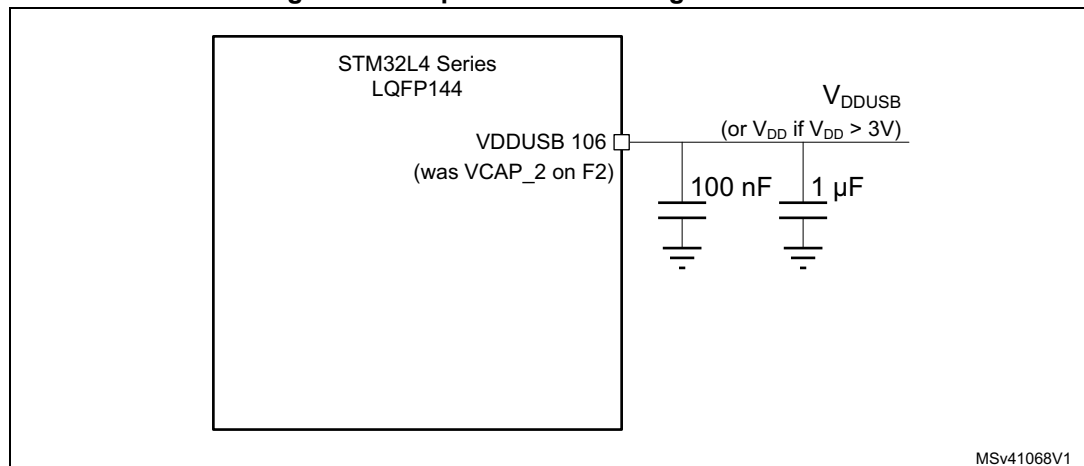 STM32L4 Series
LQFP144
VDDUSB
(or VDD if VDD > 3V)
VDDUSB 106
(was VCAP_2 on F2)
100 nF
1 µF
MSv41068V1